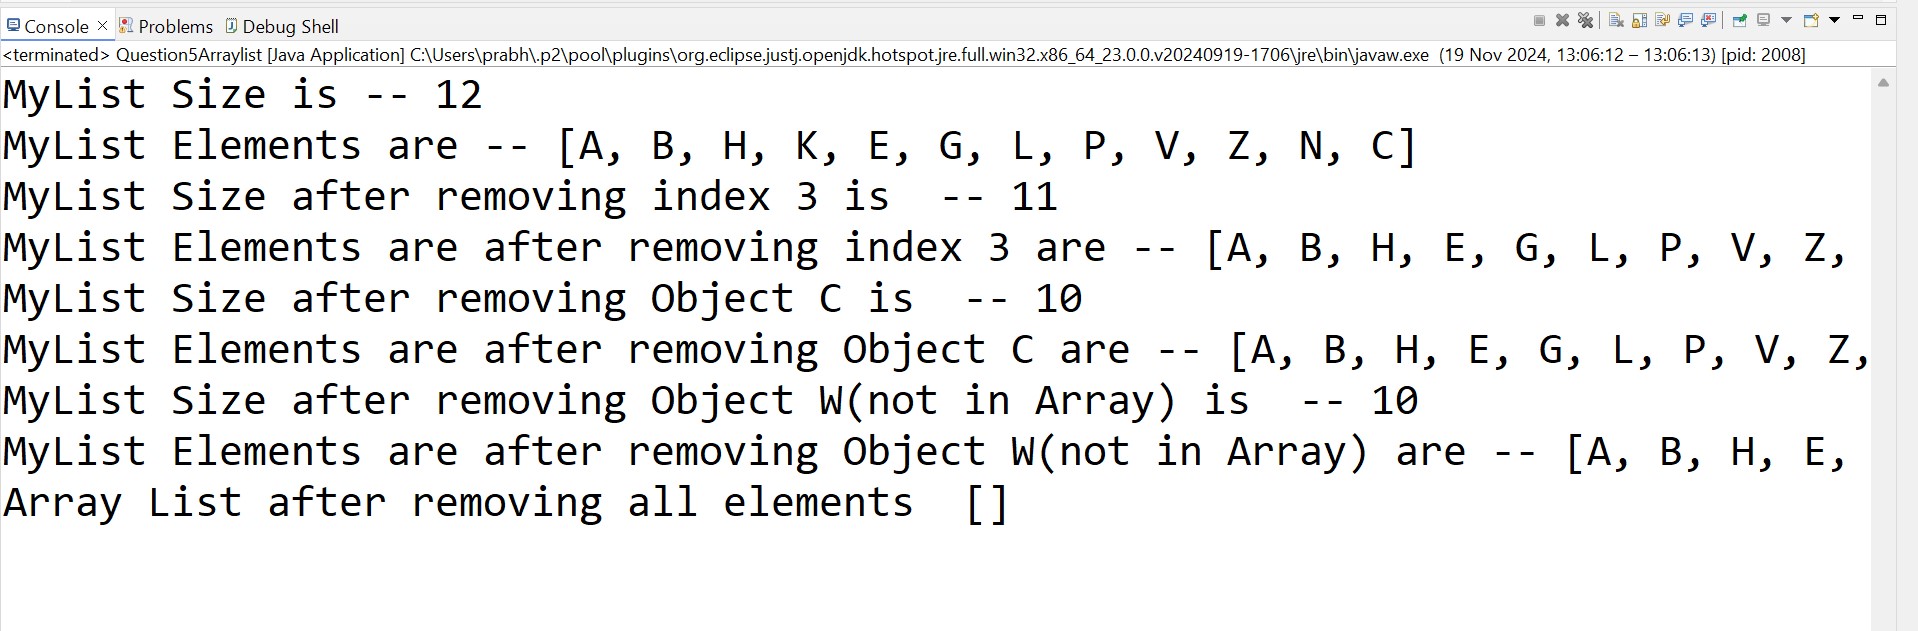 Console Problems Debug Shell
<terminated> Question5Arraylist [Java Application] C:\Users\prabh\.p2\pool\plugins\org.eclipse.justj.openjdk.hotspot.jre.full.win32.x86_64_23.0.0.v20240919-1706\jre\bin\javaw.exe (19 Nov 2024, 13:06:12 – 13:06:13) [pid: 2008]
MyList Size is -- 12
MyList Elements are -- [A, B, H, K, E, G, L, P, V, Z, N, C]
MyList Size after removing index 3 is  -- 11
MyList Elements are after removing index 3 are -- [A, B, H, E, G, L, P, V, Z,
MyList Size after removing Object C is  -- 10
MyList Elements are after removing Object C are -- [A, B, H, E, G, L, P, V, Z,
MyList Size after removing Object W(not in Array) is  -- 10
MyList Elements are after removing Object W(not in Array) are -- [A, B, H, E,
Array List after removing all elements  []